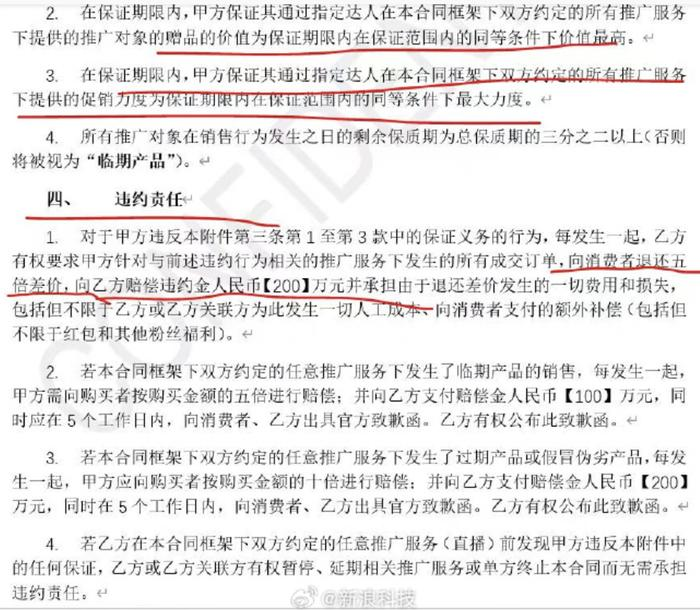 2. 在保证期限内，甲方保证其通过指定达人在本合同框架下双方约定的所有推广服务
下提供的推广对象的赠品的价值为保证期限内在保证范围内的同等条件下价值最高。
3. 在保证期限内，甲方保证其通过指定达人在本合同框架下双方约定的所有推广服务
下提供的促销力度为保证期限内在保证范围内的同等条件下最大力度。
4. 所有推广对象在销售行为发生之日的剩余保质期为总保质期的三分之二以上（否则
将被视为“临期产品”）。
四、 违约责任
1. 对于甲方违反本附件第三条第1至第3款中的保证义务的行为，每发生一起，乙方
有权要求甲方针对与前述违约行为相关的推广服务下发生的所有成交订单，向消费者退还五
倍差价，向乙方赔偿违约金人民币【200】万元并承担由于退还差价发生的一切费用和损失，
包括但不限于乙方或乙方关联方为此发生一切人工成本、向消费者支付的额外补偿（包括但
不限于红包和其他粉丝福利）。
2. 若本合同框架下双方约定的任意推广服务下发生了临期产品的销售，每发生一起，
甲方需向购买者按购买金额的五倍进行赔偿；并向乙方支付赔偿金人民币【100】万元，同
时应在5个工作日内，向消费者、乙方出具官方致歉函。乙方有权公布此致歉函。
3. 若本合同框架下双方约定的任意推广服务下发生了过期产品或假冒伪劣产品，每发
生一起，甲方应向购买者按购买金额的十倍进行赔偿；并向乙方支付赔偿金人民币【200】
万元，同时在5个工作日内，向消费者、乙方出具官方致歉函。乙方有权公布此致歉函。
4. 若乙方在本合同框架下双方约定的任意推广服务（直播）前发现甲方违反本附件中
的任何保证，乙方或乙方关联方有权暂停、延期相关推广服务或单方终止本合同而无需承担
违约责任。
@新浪科技